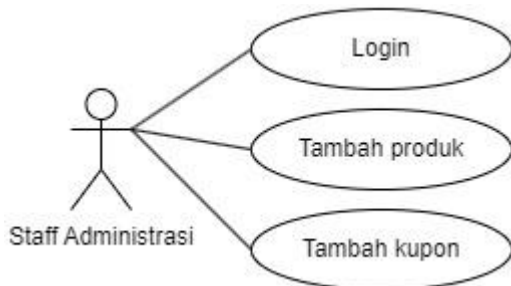 Login
Tambah produk
Staff Administrasi
Tambah kupon